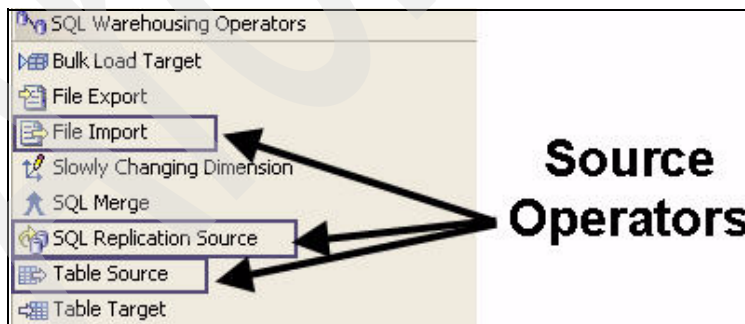 SQL Warehousing Operators
Bulk Load Target
File Export
File Import
Slowly Changing Dimension
SQL Merge
SQL Replication Source
Table Source
Table Target
Source
Operators